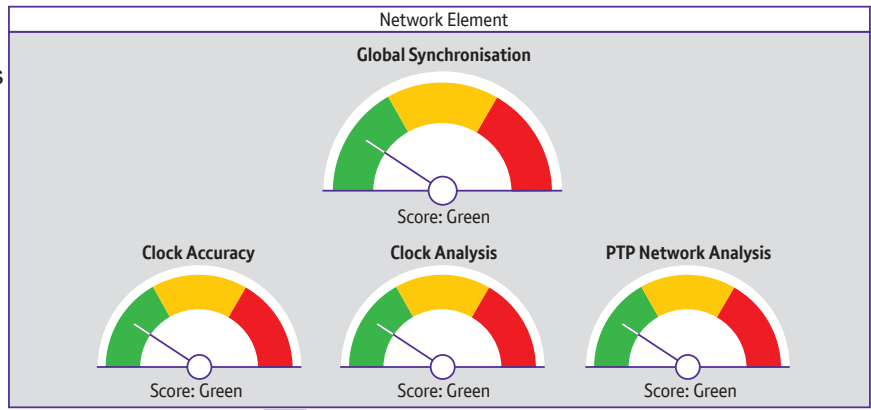 Network Element
Global Synchronisation
s
Score: Green
Clock Accuracy
Clock Analysis
PTP Network Analysis
Score: Green
Score: Green
Score: Green